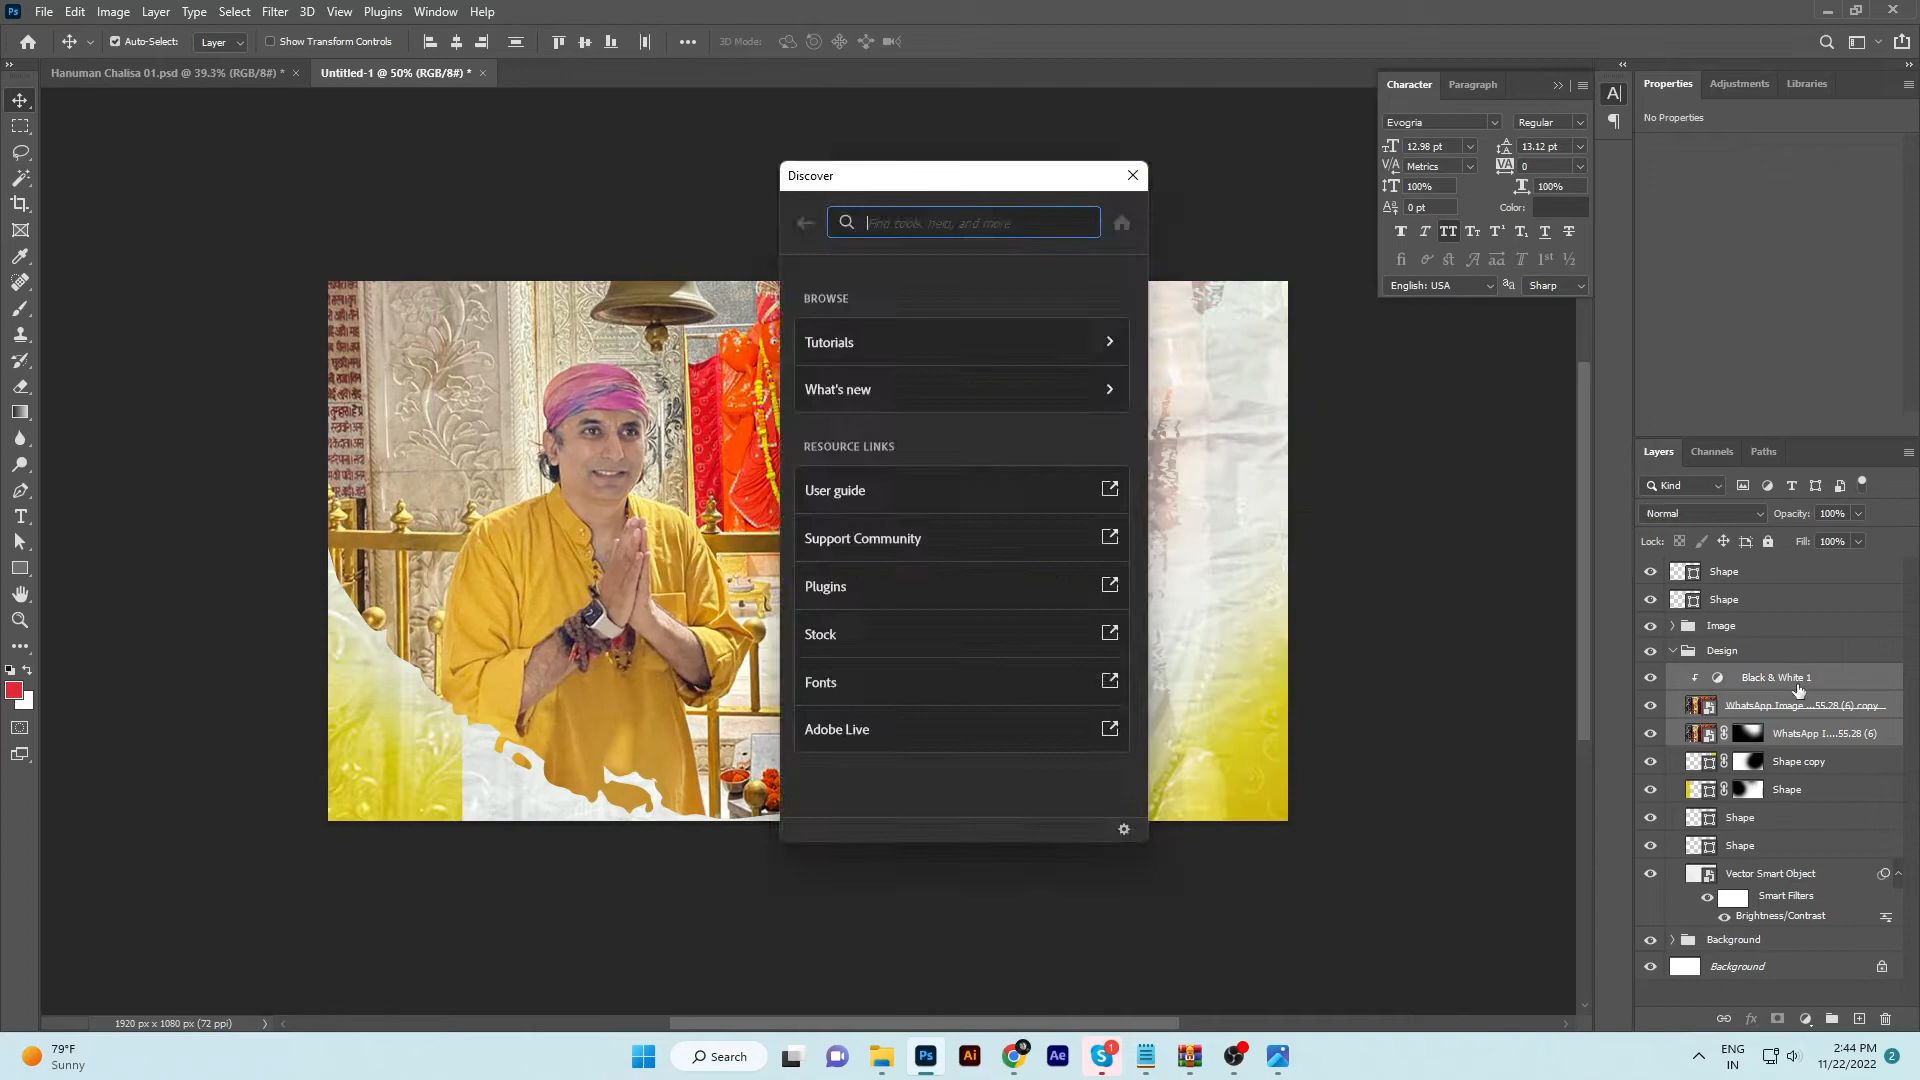 Ps File Edit Image Layer Type Select Filter 3D View Plugins Window Help
Auto-Select: Layer Show Transform Controls 3D Mode:
Hanuman Chalisa 01.psd @ 39.3% (RGB/8#) *
Untitled-1 @ 50% (RGB/8#) *
Character Paragraph
Evogria Regular
12.98 pt 13.12 pt
Metrics 0
100% 100%
0 pt Color:
English: USA Sharp
Properties Adjustments Libraries
No Properties
Discover
Find tools, help, and more
BROWSE
Tutorials
What's new
RESOURCE LINKS
User guide
Support Community
Plugins
Stock
Fonts
Adobe Live
Layers Channels Paths
Kind
Normal Opacity: 100%
Lock: Fill: 100%
Shape
Shape
Image
Design
Black & White 1
WhatsApp Image ...55.28 (6) copy
WhatsApp I....55.28 (6)
Shape copy
Shape
Shape
Shape
Vector Smart Object
Smart Filters
Brightness/Contrast
Background
Background
1920 px x 1080 px (72 ppi)
79°F
Sunny
Search
Ps Ai Ae S 1
ENG
IN
2:44 PM
11/22/2022
2